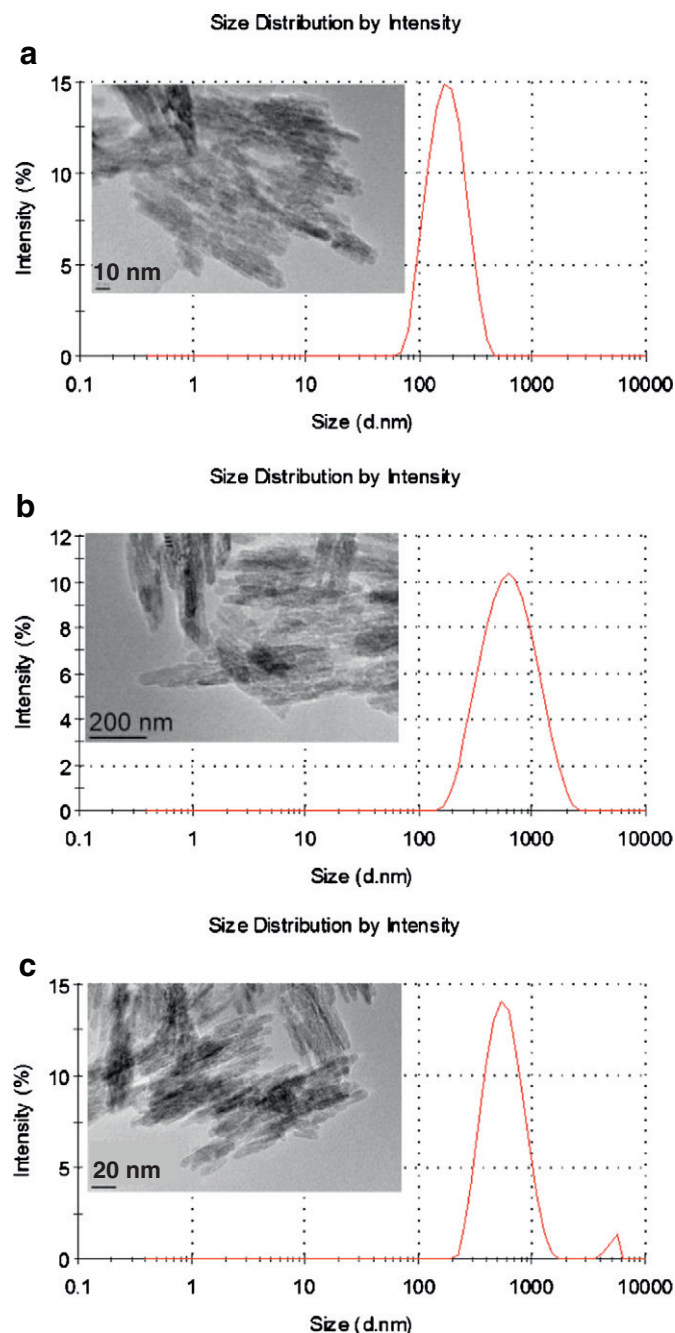 Size Distribution by Intensity
a
15
10
5
0
Intensity (%)
10 nm
0.1 1 10 100 1000 10000
Size (d.nm)
Size Distribution by Intensity
b
12
10
8
6
4
2
0
Intensity (%)
200 nm
0.1 1 10 100 1000 10000
Size (d.nm)
Size Distribution by Intensity
c
15
10
5
0
Intensity (%)
20 nm
0.1 1 10 100 1000 10000
Size (d.nm)